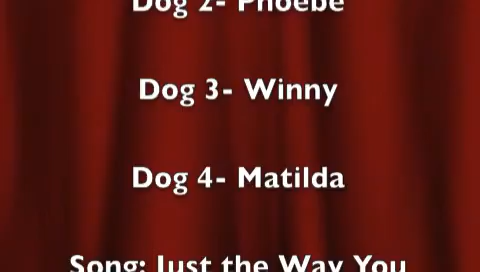 Dog 2- Phoebe
Dog 3- Winny
Dog 4- Matilda
Song: Just the Way You